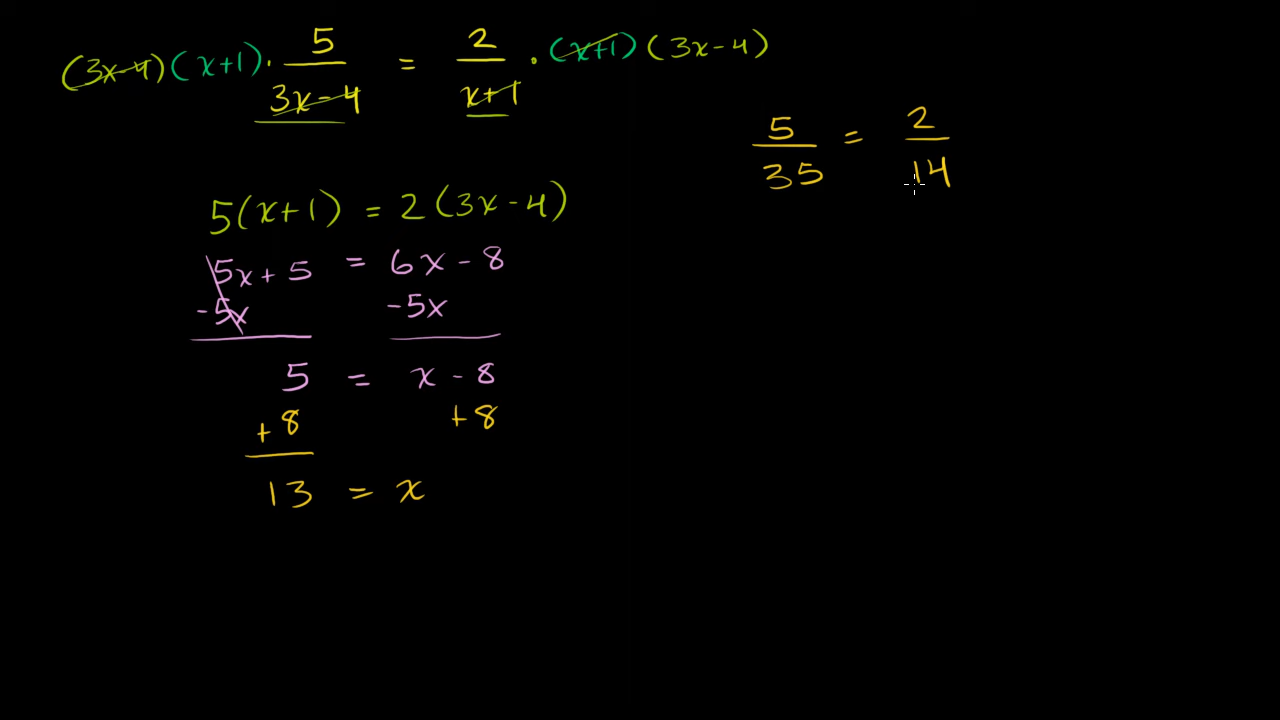 (3x-4)(x+1) · 5/(3x-4) = 2/(x+1) · (x+1)(3x-4)
5/35 = 2/14
5(x+1) = 2(3x-4)
5x+5 = 6x-8
-5x -5x
5 = x-8
+8 +8
13 = x